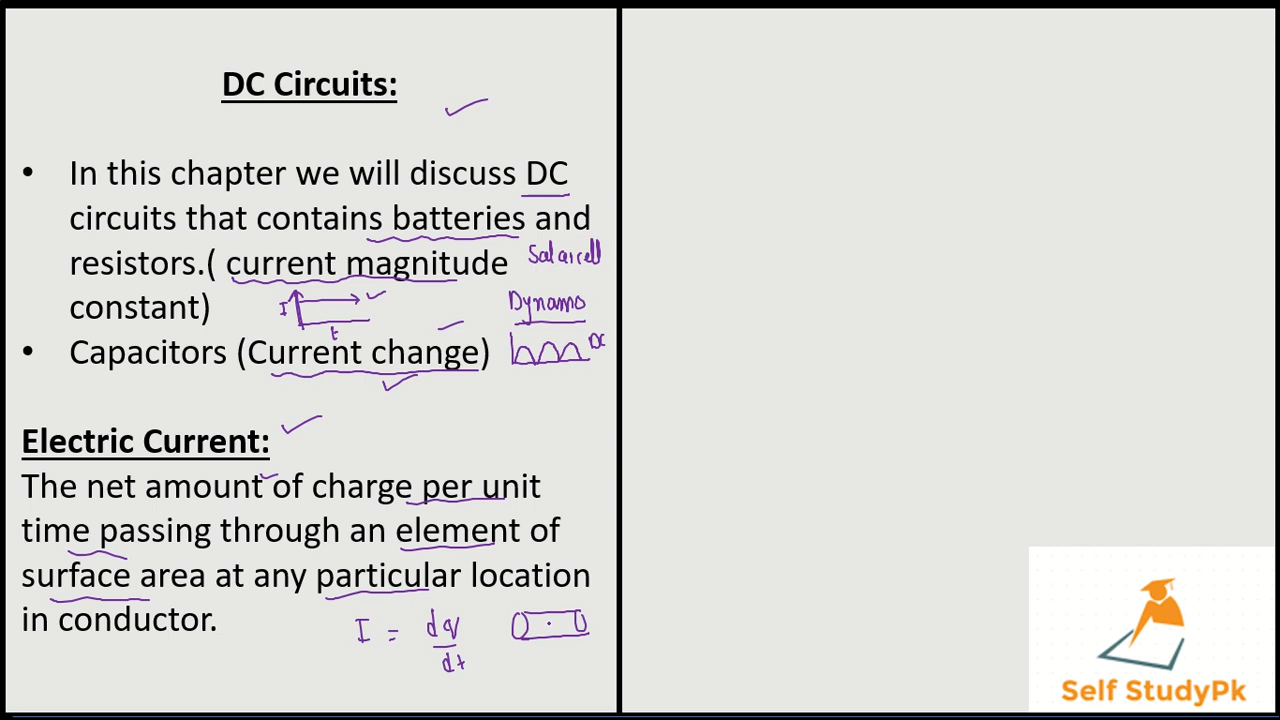 DC Circuits:
• In this chapter we will discuss DC
circuits that contains batteries and
resistors.( current magnitude
constant)
Solar cell
Dynamo
I
t
• Capacitors (Current change)
DC
Electric Current:
The net amount of charge per unit
time passing through an element of
surface area at any particular location
in conductor.
I = dq/dt
Self StudyPk